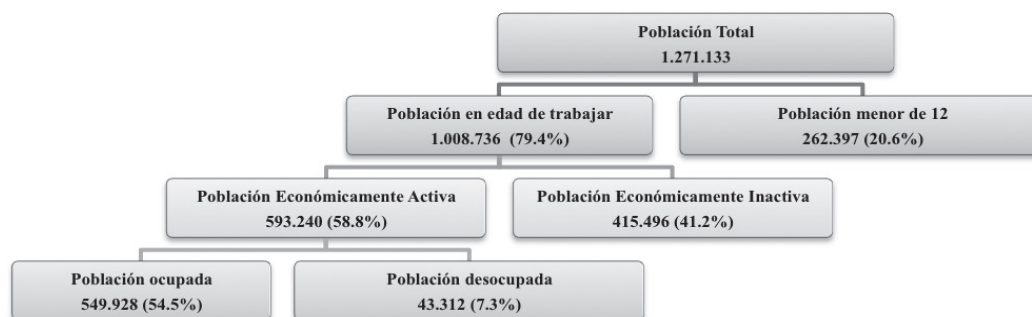 Población Total
1.271.133
Población en edad de trabajar
1.008.736 (79.4%)
Población menor de 12
262.397 (20.6%)
Población Económicamente Activa
593.240 (58.8%)
Población Económicamente Inactiva
415.496 (41.2%)
Población ocupada
549.928 (54.5%)
Población desocupada
43.312 (7.3%)